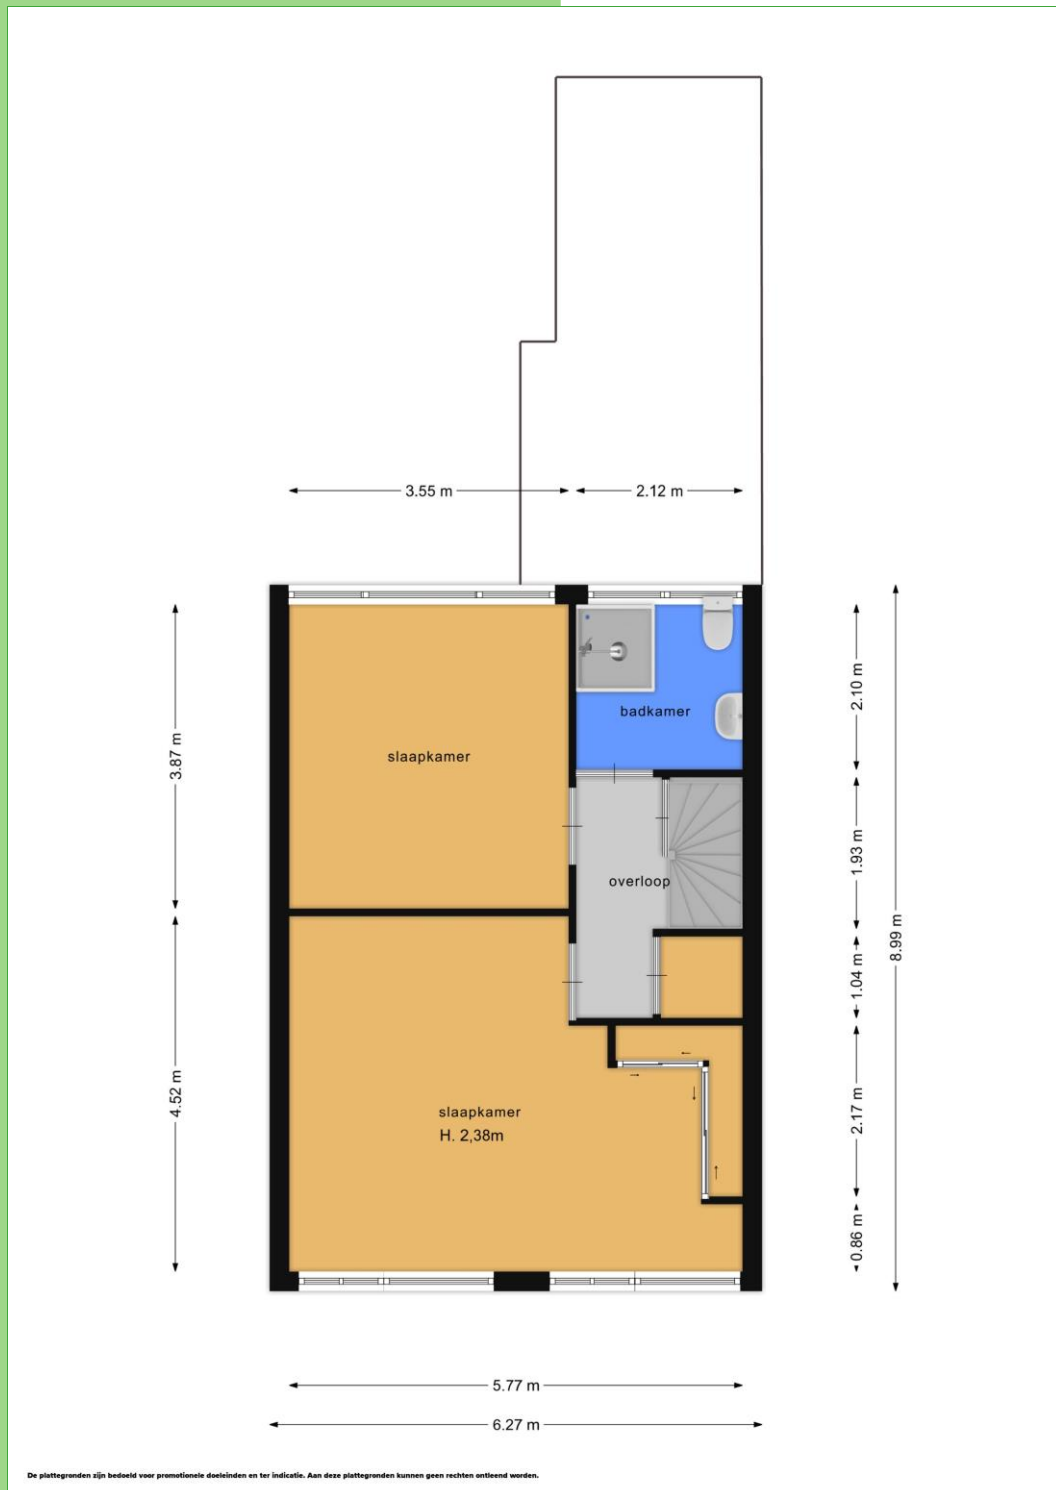 3.55 m
2.12 m
3.87 m
2.10 m
badkamer
slaapkamer
1.93 m
overloop
8.99 m
1.04 m
4.52 m
slaapkamer
H. 2,38m
2.17 m
0.86 m
5.77 m
6.27 m
De plattegronden zijn bedoeld voor promotionele doeleinden en ter indicatie. Aan deze plattegronden kunnen geen rechten ontleend worden.